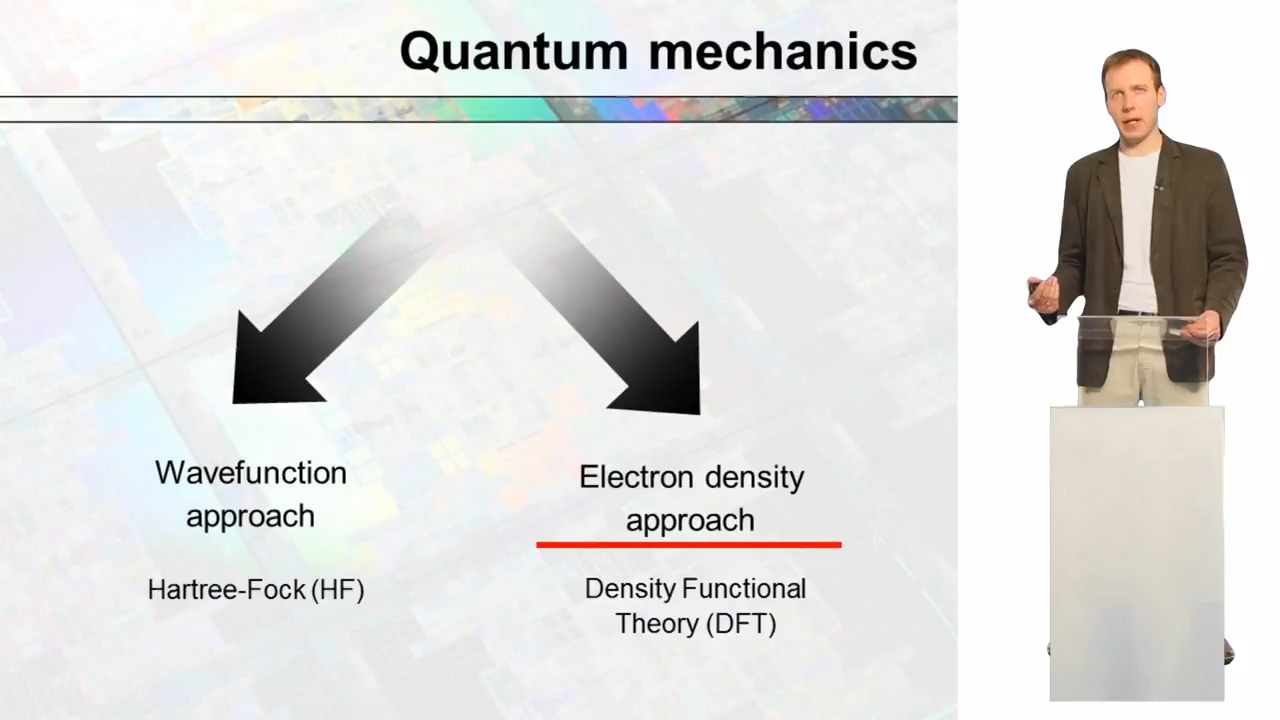 Quantum mechanics
Wavefunction
approach
Hartree-Fock (HF)
Electron density
approach
Density Functional
Theory (DFT)